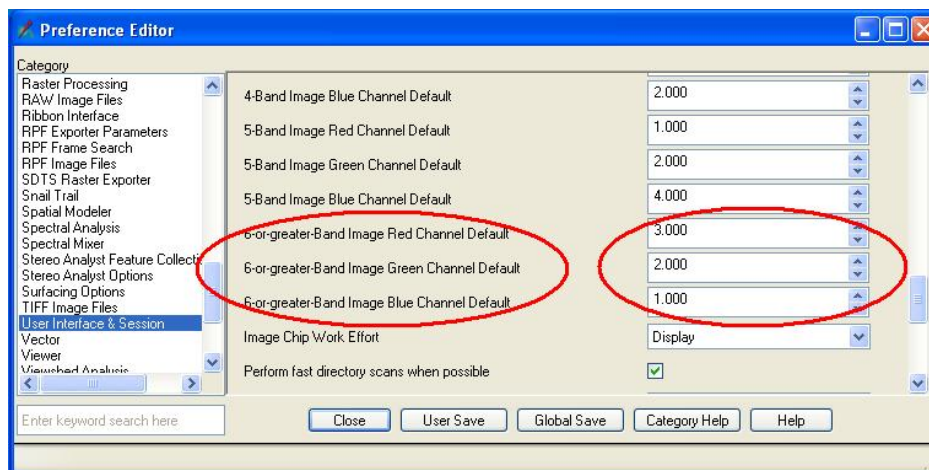 Preference Editor
Category
Raster Processing
RAW Image Files
Ribbon Interface
RPF Exporter Parameters
RPF Frame Search
RPF Image Files
SDTS Raster Exporter
Snail Trail
Spatial Modeler
Spectral Analysis
Spectral Mixer
Stereo Analyst Feature Collecti
Stereo Analyst Options
Surfacing Options
TIFF Image Files
User Interface & Session
Vector
Viewer
Viewshed Analysis
Enter keyword search here
4-Band Image Blue Channel Default 2.000
5-Band Image Red Channel Default 1.000
5-Band Image Green Channel Default 2.000
5-Band Image Blue Channel Default 4.000
6-or-greater-Band Image Red Channel Default 3.000
6-or-greater-Band Image Green Channel Default 2.000
6-or-greater-Band Image Blue Channel Default 1.000
Image Chip Work Effort Display
Perform fast directory scans when possible
Close User Save Global Save Category Help Help